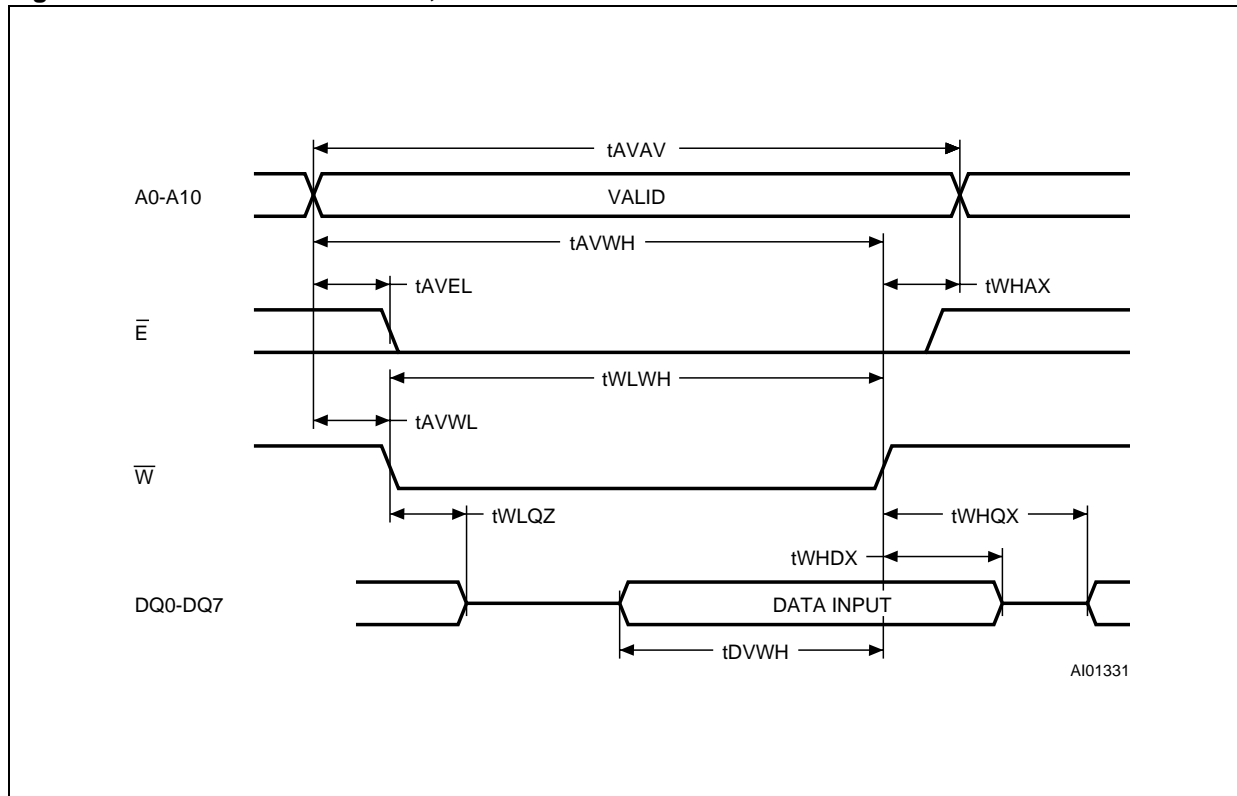 tAVAV
A0-A10
VALID
tAVWH
tAVEL
tWHAX
E̅
tWLWH
tAVWL
W̅
tWLQZ
tWHQX
tWHDX
DQ0-DQ7
DATA INPUT
tDVWH
AI01331